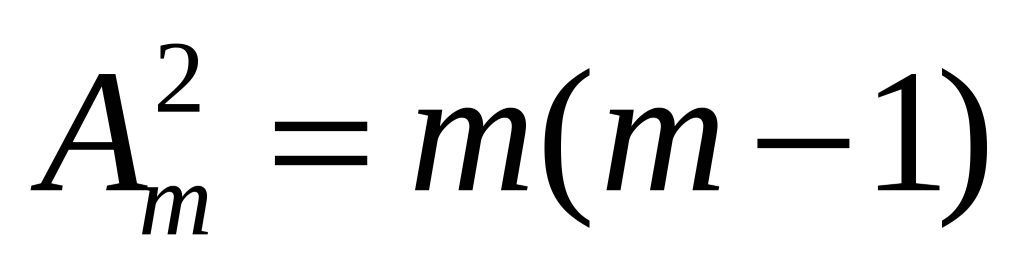 $A_m^2 = m(m-1)$